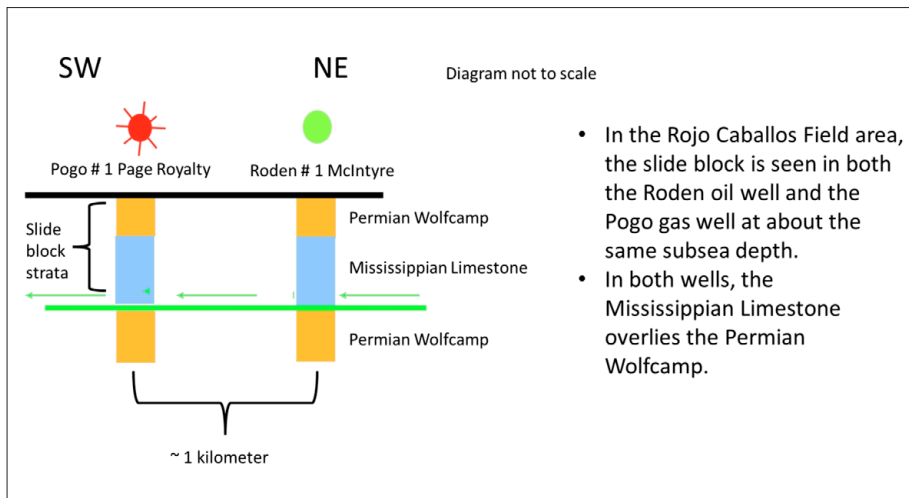 SW
NE
Diagram not to scale
Pogo # 1 Page Royalty
Roden # 1 McIntyre
Slide
block
strata
Permian Wolfcamp
Mississippian Limestone
Permian Wolfcamp
~ 1 kilometer
• In the Rojo Caballos Field area,
the slide block is seen in both
the Roden oil well and the
Pogo gas well at about the
same subsea depth.
• In both wells, the
Mississippian Limestone
overlies the Permian
Wolfcamp.